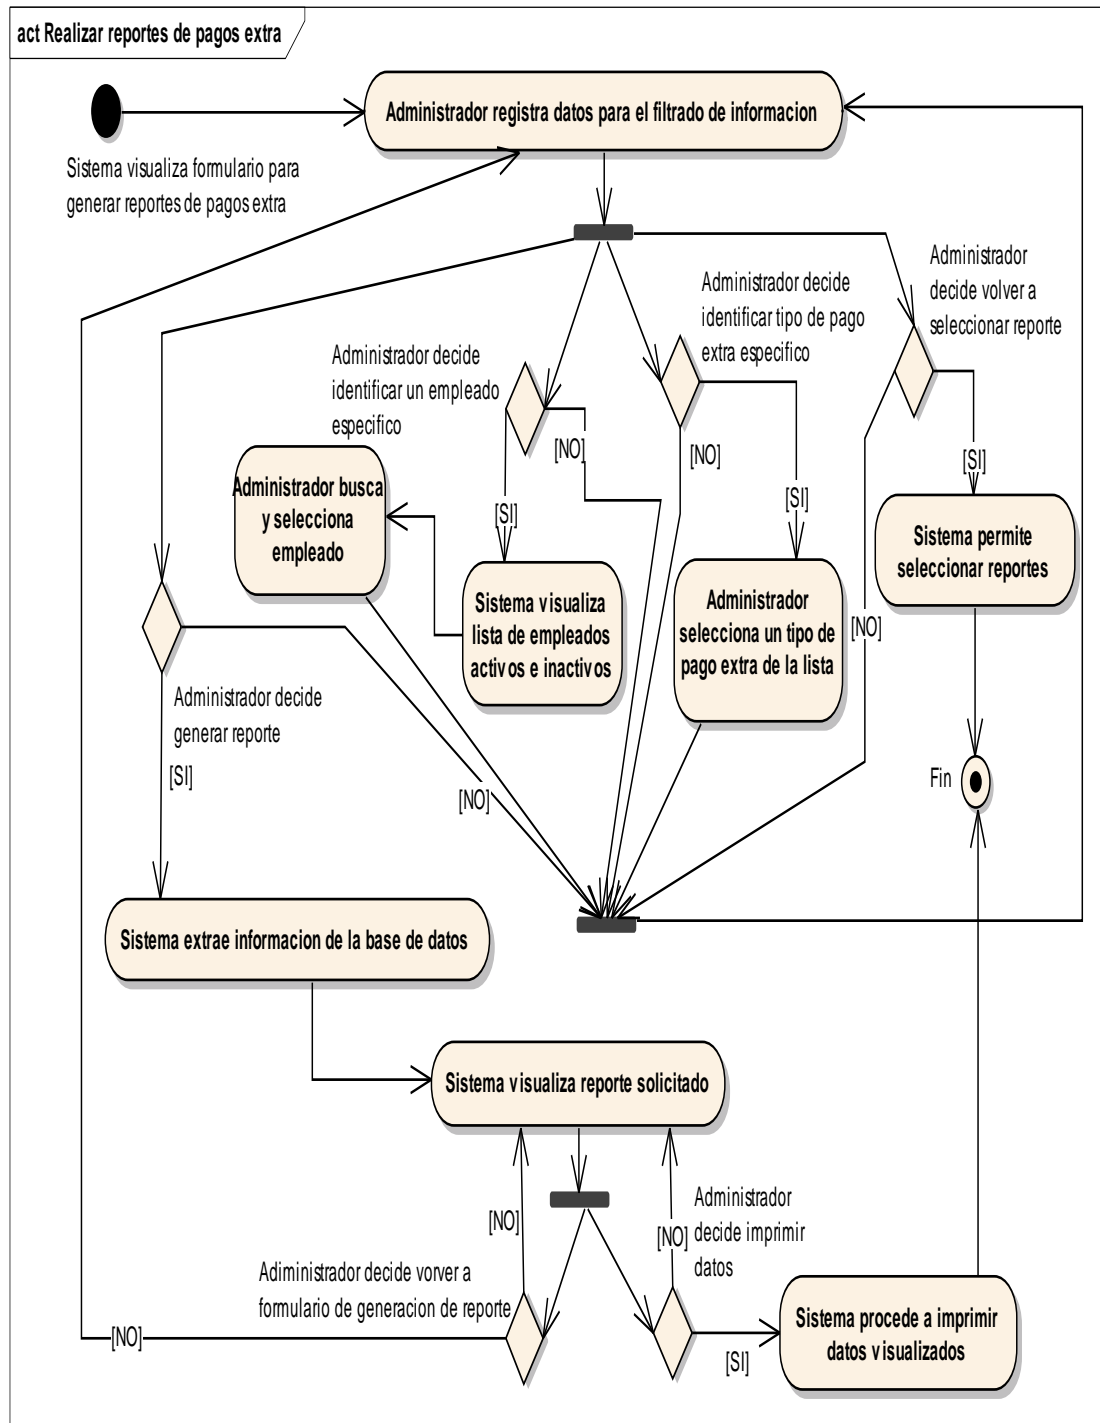 act Realizar reportes de pagos extra
Administrador registra datos para el filtrado de informacion
Sistema visualiza formulario para
generar reportes de pagos extra
Administrador
decide volver a
seleccionar reporte
Administrador decide
identificar tipo de pago
extra especifico
Administrador decide
identificar un empleado
especifico
[NO]
[NO]
[SI]
[SI]
[SI]
Administrador busca
y selecciona
empleado
Sistema permite
seleccionar reportes
Sistema visualiza
lista de empleados
activos e inactivos
Administrador
selecciona un tipo de
pago extra de la lista
[NO]
Administrador decide
generar reporte
[SI]
[NO]
Fin
Sistema extrae informacion de la base de datos
Sistema visualiza reporte solicitado
[NO]
[NO]
Administrador
decide imprimir
datos
Adiministrador decide vorver a
formulario de generacion de reporte
[NO]
[SI]
Sistema procede a imprimir
datos visualizados